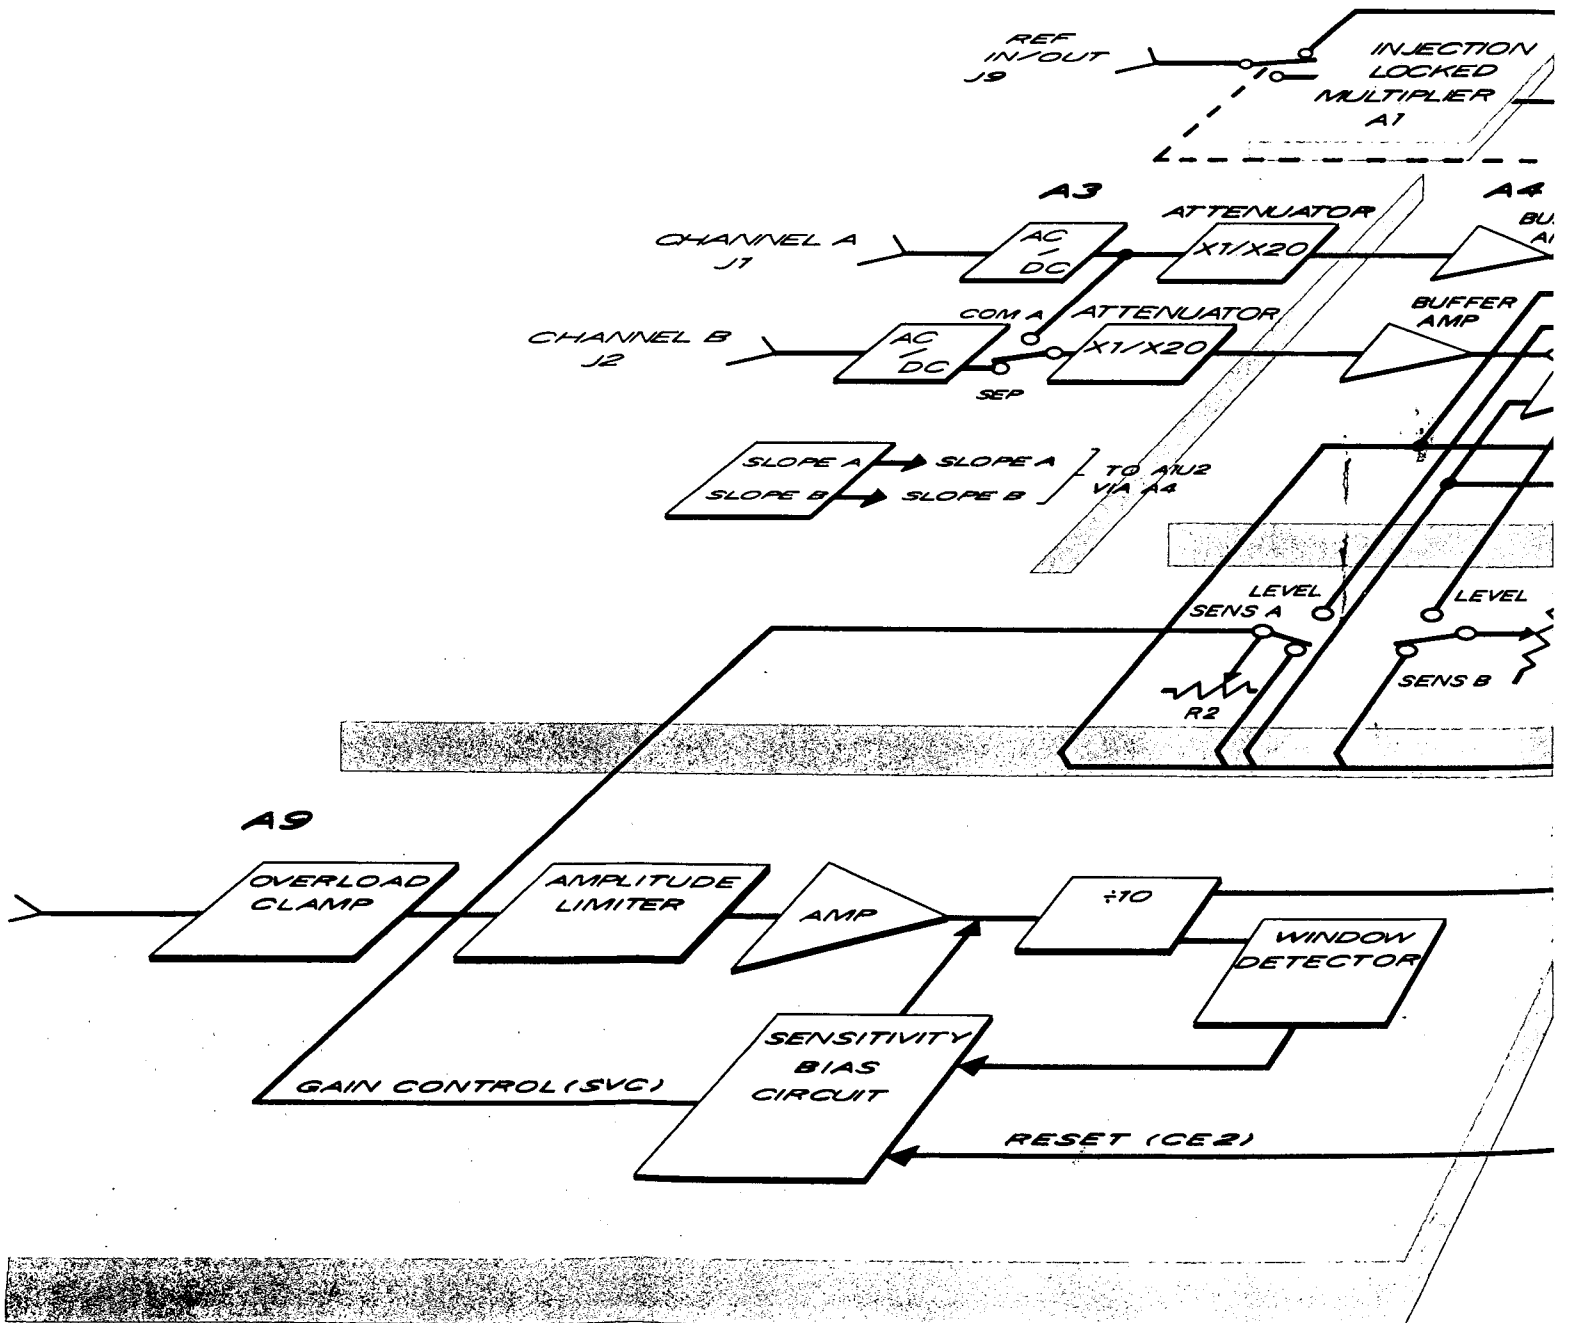 REF
IN/OUT
J9
INJECTION
LOCKED
MULTIPLIER
A1
A3
A4
ATTENUATOR
CHANNEL A
J1
AC
/
DC
X1/X20
BU
COM A
ATTENUATOR
BUFFER
AMP
CHANNEL B
J2
AC
/
DC
X1/X20
SEP
SLOPE A
SLOPE A
SLOPE B
SLOPE B
TO A1U2
VIA A4
LEVEL
SENS A
LEVEL
R2
SENS B
A9
OVERLOAD
CLAMP
AMPLITUDE
LIMITER
AMP
÷10
WINDOW
DETECTOR
SENSITIVITY
BIAS
CIRCUIT
GAIN CONTROL (SVC)
RESET (CE2)